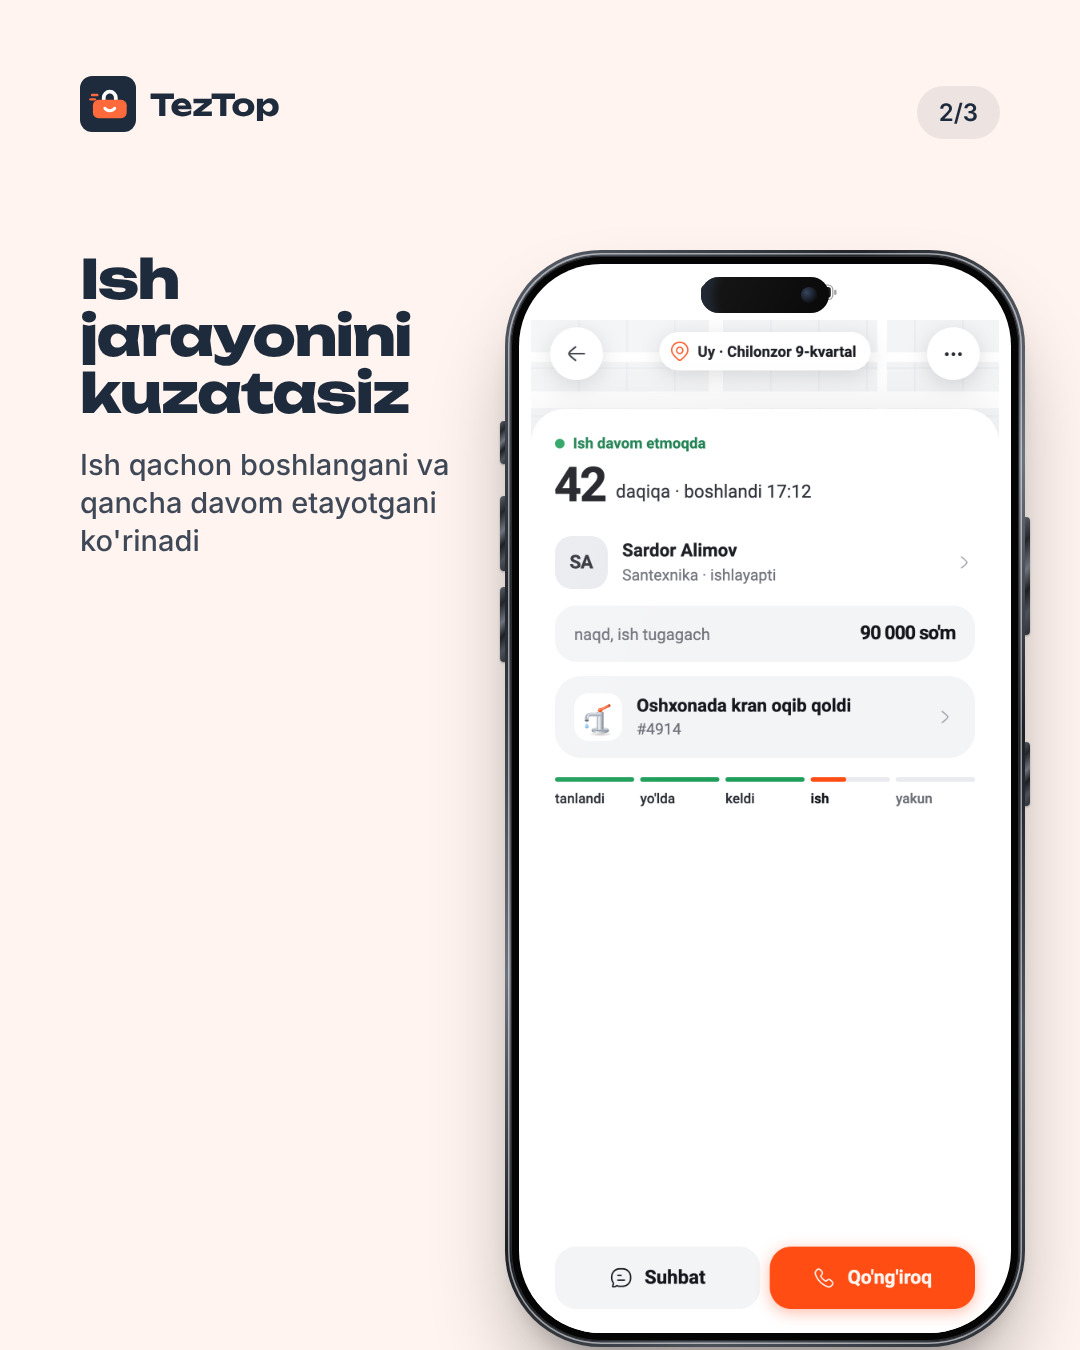 TezTop
2/3
Ish
jarayonini
kuzatasiz
Ish qachon boshlangani va
qancha davom etayotgani
ko'rinadi
Uy · Chilonzor 9-kvartal
Ish davom etmoqda
42 daqiqa · boshlandi 17:12
SA
Sardor Alimov
Santexnika · ishlayapti
naqd, ish tugagach 90 000 so'm
Oshxonada kran oqib qoldi
#4914
tanlandi yo'lda keldi ish yakun
Suhbat Qo'ng'iroq